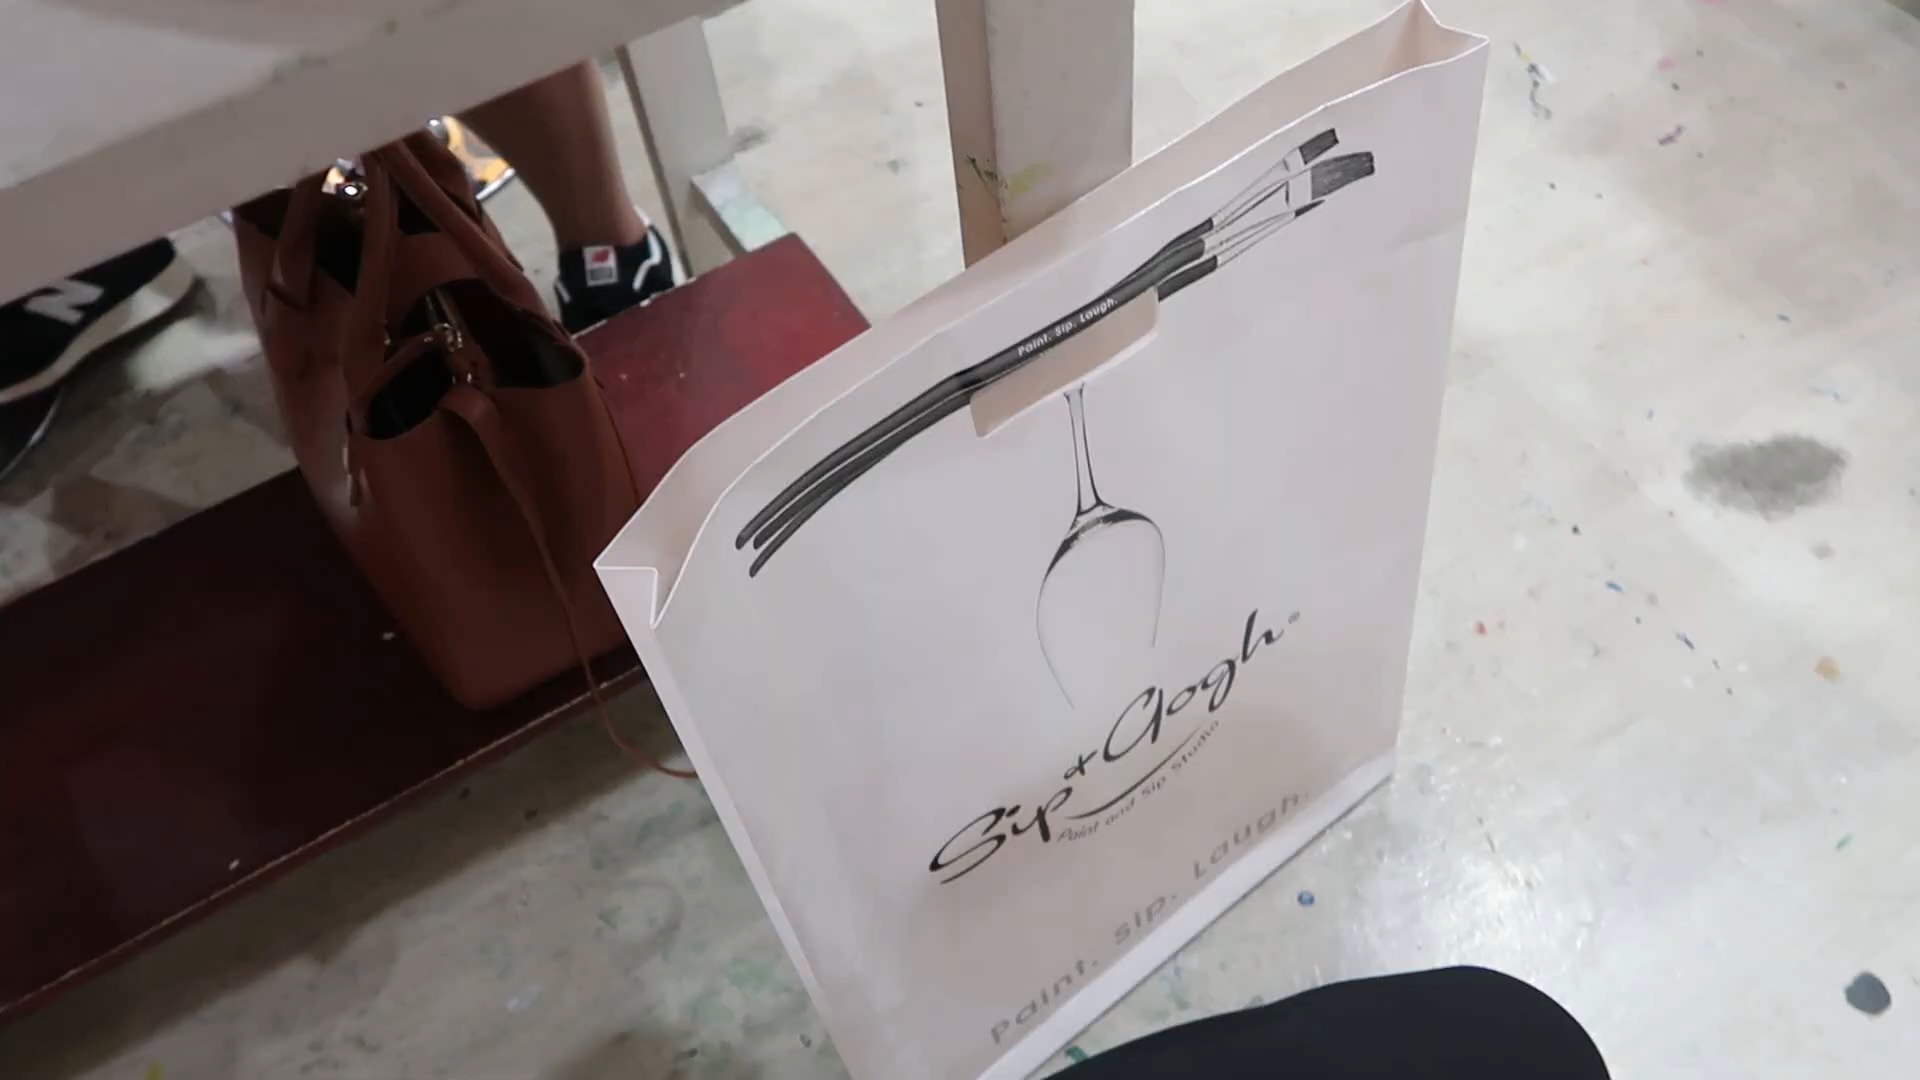 Paint. Sip. Laugh.
Sip & Gogh®
Paint and Sip Studio
paint. sip. Laugh.
N